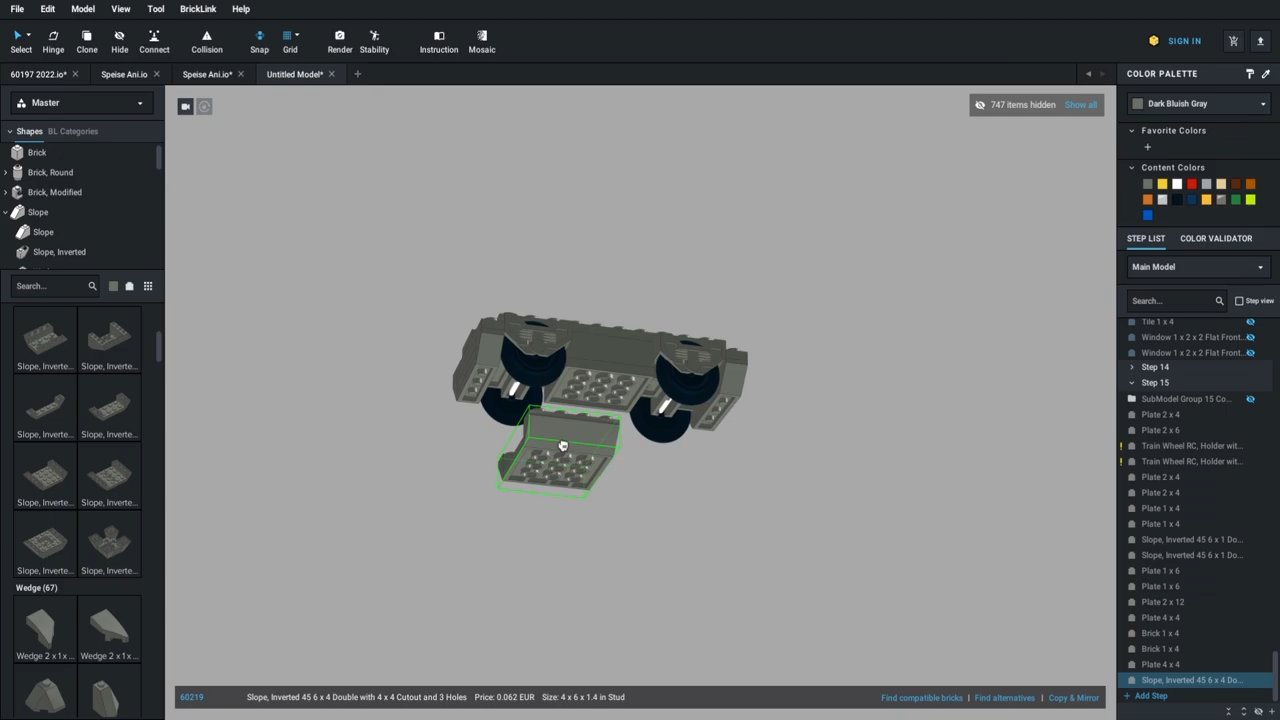 File Edit Model View Tool BrickLink Help
Select Hinge Clone Hide Connect Collision Snap Grid Render Stability Instruction Mosaic SIGN IN
60197 2022.io* Speise Ani.io Speise Ani.io* Untitled Model*
COLOR PALETTE
Master
747 items hidden Show all
Dark Bluish Gray
Shapes BL Categories
Favorite Colors
Brick
Brick, Round
Content Colors
Brick, Modified
Slope
Slope
STEP LIST COLOR VALIDATOR
Slope, Inverted
Main Model
Search...
Search... Step view
Tile 1 x 4
Window 1 x 2 x 2 Flat Front...
Window 1 x 2 x 2 Flat Front...
Slope, Inverte... Slope, Inverte...
Step 14
Step 15
SubModel Group 15 Co...
Plate 2 x 4
Plate 2 x 6
Slope, Inverte... Slope, Inverte...
Train Wheel RC, Holder wit...
Train Wheel RC, Holder wit...
Plate 2 x 4
Plate 2 x 4
Slope, Inverte... Slope, Inverte...
Plate 1 x 4
Plate 1 x 4
Slope, Inverted 45 6 x 1 Do...
Slope, Inverted 45 6 x 1 Do...
Slope, Inverte... Slope, Inverte...
Plate 1 x 6
Wedge (67)
Plate 1 x 6
Plate 2 x 12
Plate 4 x 4
Brick 1 x 4
Brick 1 x 4
Wedge 2 x 1 x ... Wedge 2 x 1 x ...
Plate 4 x 4
Slope, Inverted 45 6 x 4 Do...
60219 Slope, Inverted 45 6 x 4 Double with 4 x 4 Cutout and 3 Holes Price: 0.062 EUR Size: 4 x 6 x 1.4 in Stud Find compatible bricks Find alternatives Copy & Mirror
+ Add Step